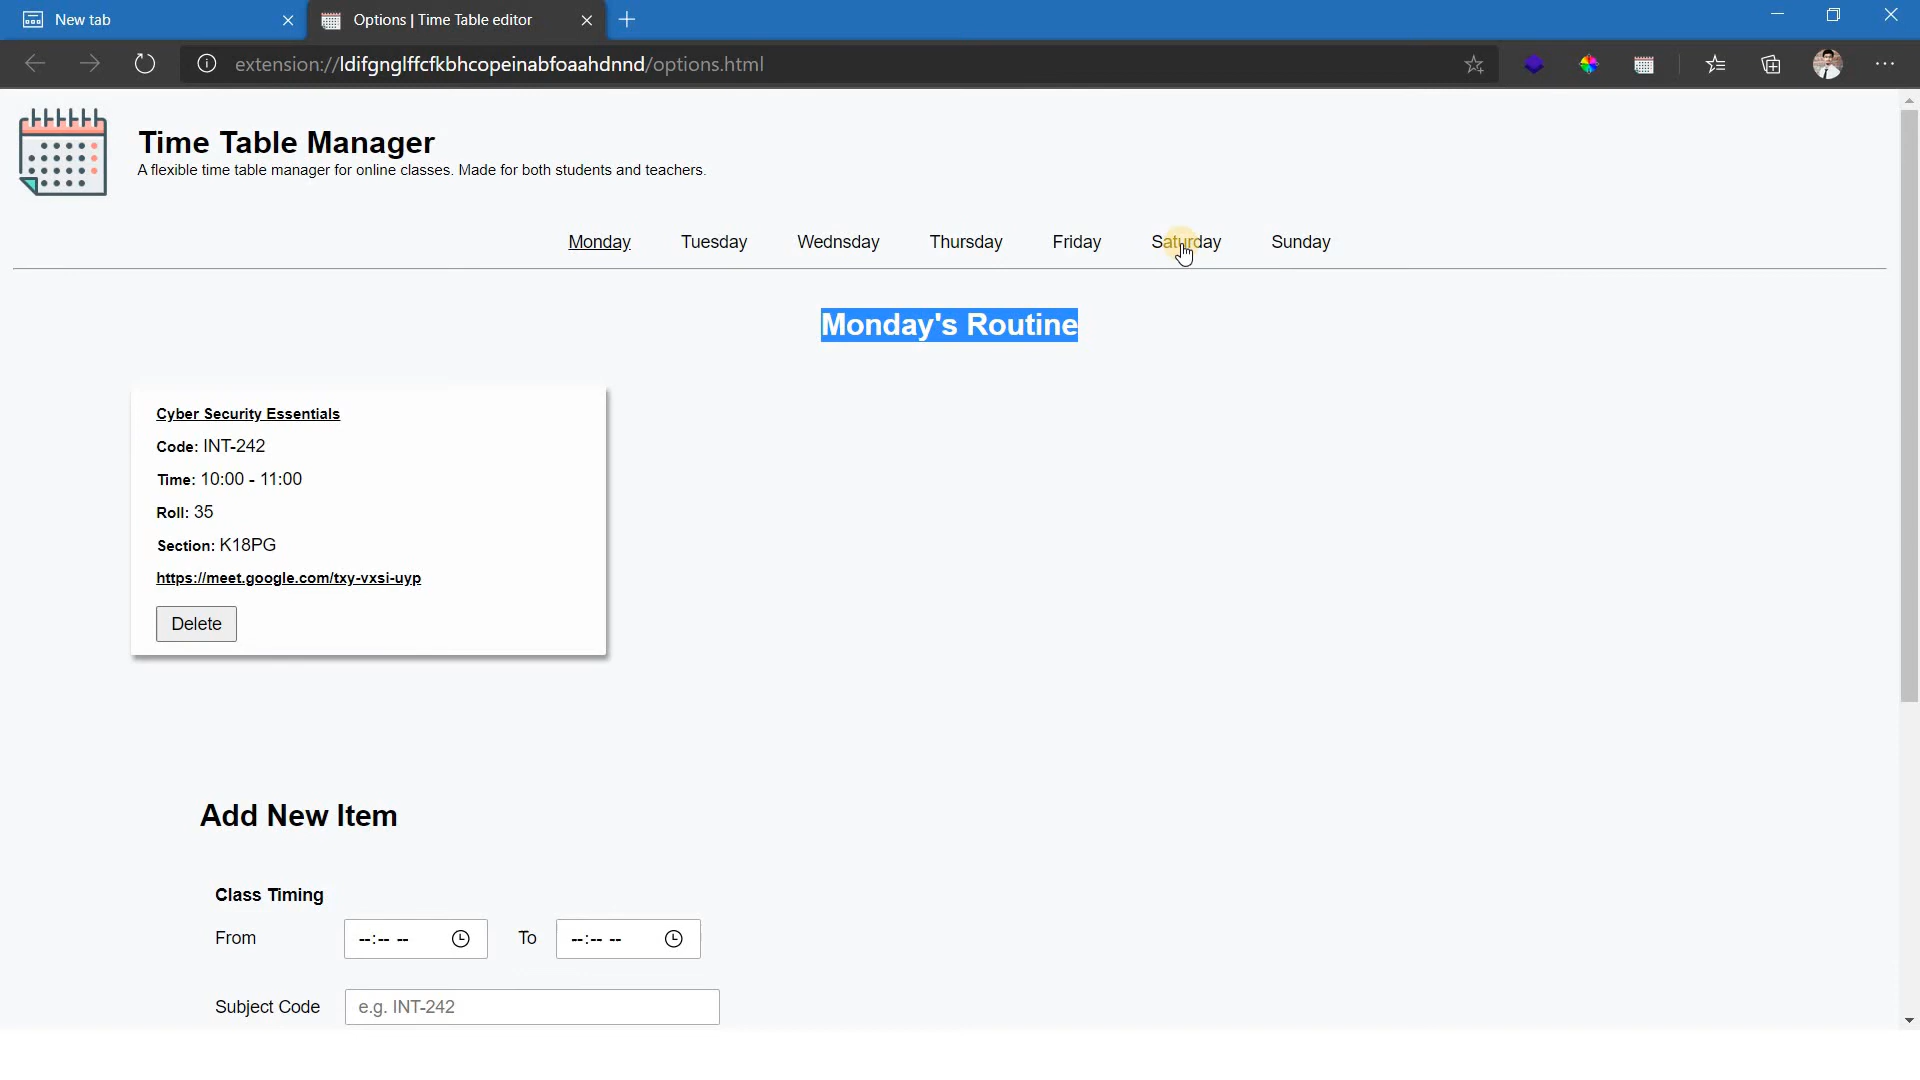 New tab
Options | Time Table editor
extension://ldifgnglffcfkbhcopeinabfoaahdnnd/options.html
Time Table Manager
A flexible time table manager for online classes. Made for both students and teachers.
Monday Tuesday Wednsday Thursday Friday Saturday Sunday
Monday's Routine
Cyber Security Essentials
Code: INT-242
Time: 10:00 - 11:00
Roll: 35
Section: K18PG
https://meet.google.com/txy-vxsi-uyp
Delete
Add New Item
Class Timing
From --:-- -- To --:-- --
Subject Code e.g. INT-242